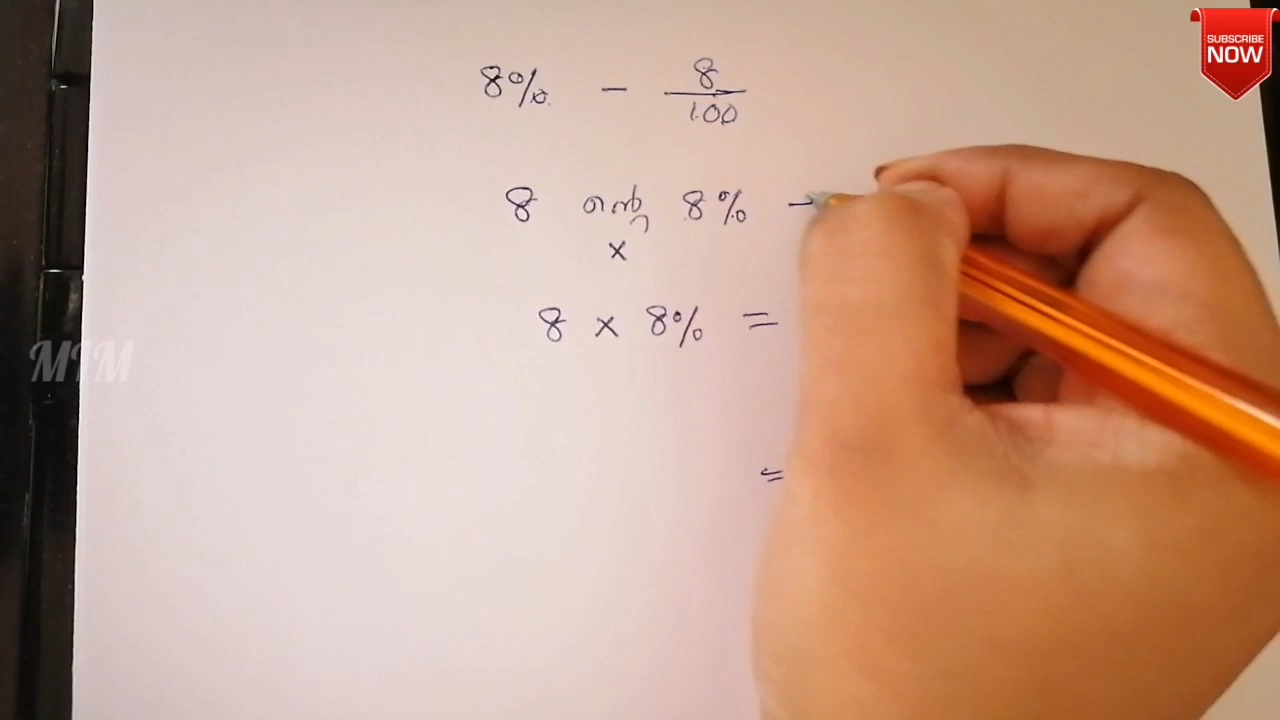 SUBSCRIBE
NOW
8% - 8/100
8 ന്റെ 8% -
×
8 × 8% =
=
MIM